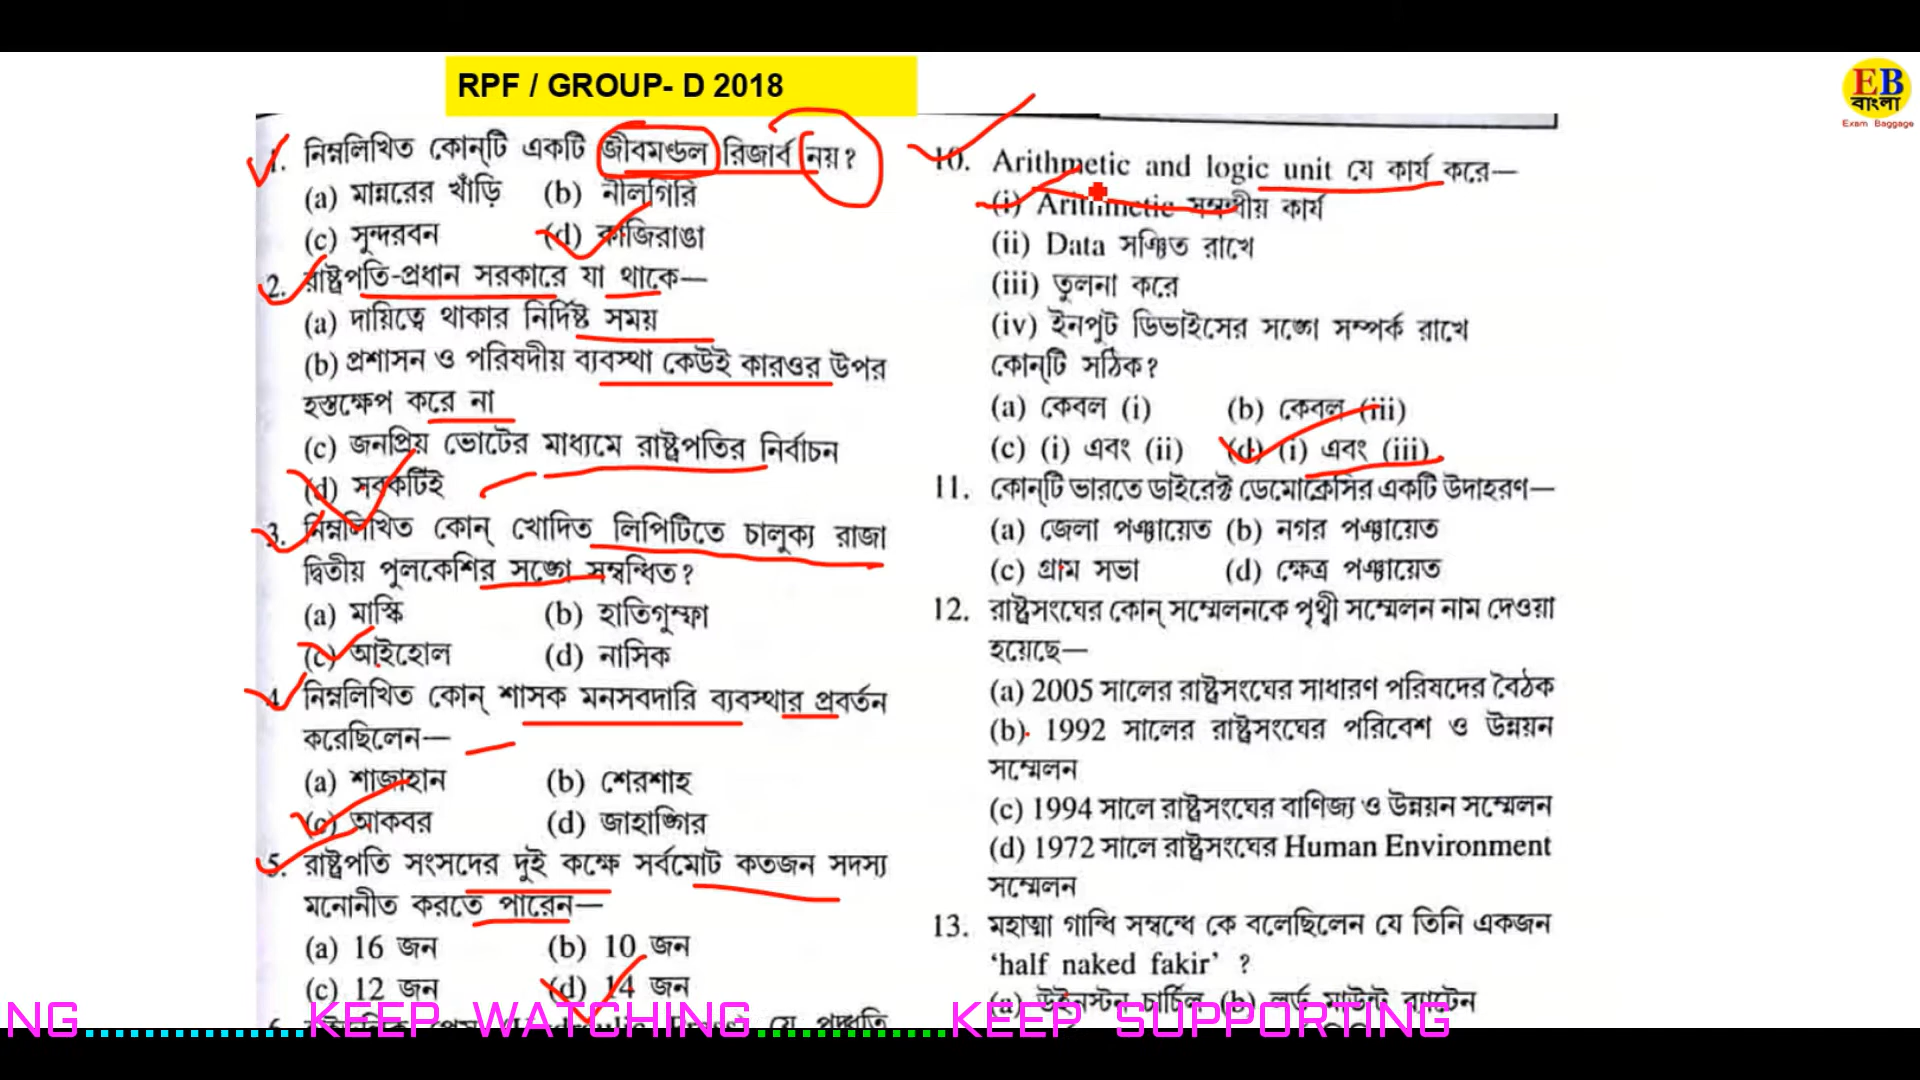 RPF / GROUP- D 2018
EB
বাংলা
Exam Baggage
1. নিম্নলিখিত কোন্‌টি একটি জীবমণ্ডল রিজার্ব নয়?
(a) মান্নরের খাঁড়ি (b) নীলগিরি
(c) সুন্দরবন (d) কাজিরাঙা
2. রাষ্ট্রপতি-প্রধান সরকারে যা থাকে—
(a) দায়িত্বে থাকার নির্দিষ্ট সময়
(b) প্রশাসন ও পরিষদীয় ব্যবস্থা কেউই কারওর উপর
হস্তক্ষেপ করে না
(c) জনপ্রিয় ভোটের মাধ্যমে রাষ্ট্রপতির নির্বাচন
(d) সবকটিই
3. নিম্নলিখিত কোন্ খোদিত লিপিটিতে চালুক্য রাজা
দ্বিতীয় পুলকেশির সঙ্গে সম্বন্ধিত?
(a) মাস্কি (b) হাতিগুম্ফা
(c) আইহোল (d) নাসিক
4. নিম্নলিখিত কোন্ শাসক মনসবদারি ব্যবস্থার প্রবর্তন
করেছিলেন—
(a) শাজাহান (b) শেরশাহ
(c) আকবর (d) জাহাঙ্গির
5. রাষ্ট্রপতি সংসদের দুই কক্ষে সর্বমোট কতজন সদস্য
মনোনীত করতে পারেন—
(a) 16 জন (b) 10 জন
(c) 12 জন (d) 14 জন
10. Arithmetic and logic unit যে কার্য করে—
(i) Arithmetic সম্বন্ধীয় কার্য
(ii) Data সঞ্চিত রাখে
(iii) তুলনা করে
(iv) ইনপুট ডিভাইসের সঙ্গে সম্পর্ক রাখে
কোন্‌টি সঠিক?
(a) কেবল (i) (b) কেবল (iii)
(c) (i) এবং (ii) (d) (i) এবং (iii)
11. কোন্‌টি ভারতে ডাইরেক্ট ডেমোক্রেসির একটি উদাহরণ—
(a) জেলা পঞ্চায়েত (b) নগর পঞ্চায়েত
(c) গ্রাম সভা (d) ক্ষেত্র পঞ্চায়েত
12. রাষ্ট্রসংঘের কোন্ সম্মেলনকে পৃথ্বী সম্মেলন নাম দেওয়া
হয়েছে—
(a) 2005 সালের রাষ্ট্রসংঘের সাধারণ পরিষদের বৈঠক
(b) 1992 সালের রাষ্ট্রসংঘের পরিবেশ ও উন্নয়ন
সম্মেলন
(c) 1994 সালে রাষ্ট্রসংঘের বাণিজ্য ও উন্নয়ন সম্মেলন
(d) 1972 সালে রাষ্ট্রসংঘের Human Environment
সম্মেলন
13. মহাত্মা গান্ধি সম্বন্ধে কে বলেছিলেন যে তিনি একজন
‘half naked fakir’ ?
(a) উইনস্টন চার্চিল (b) লর্ড মাউন্ট ব্যাটেন
NG..............................KEEP WATCHING.........................KEEP SUPPORTING